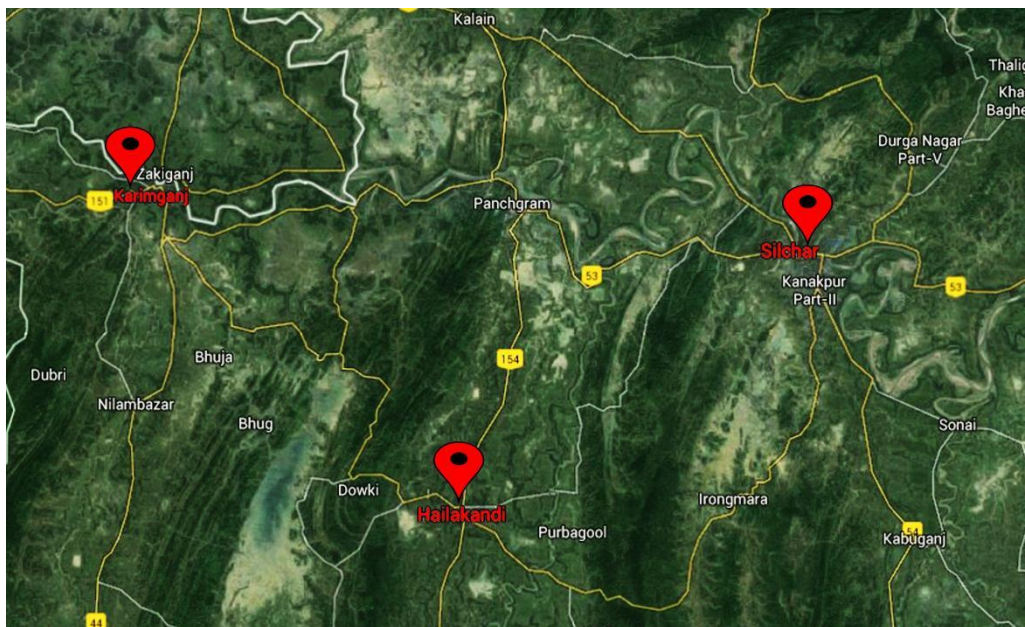 Kalain
Thalic
Kha
Baghe
Durga Nagar
Part-V
Zakiganj
Karimganj
151
Panchgram
Silchar
53
Kanakpur
Part-II
53
154
Bhuja
Dubri
Nilambazar
Bhug
Sonai
Dowki
Irongmara
Hailakandi
Purbagool
54
Kabuganj
44